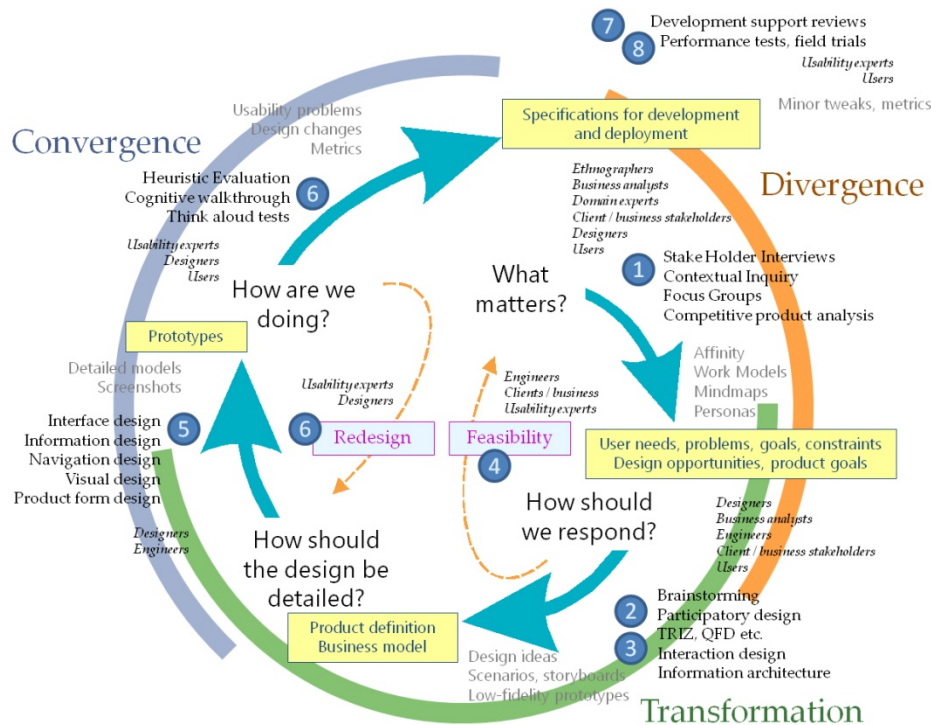 7
Development support reviews
8
Performance tests, field trials
Usability experts
Users
Minor tweaks, metrics
Specifications for development
and deployment
Convergence
Usability problems
Design changes
Metrics
Heuristic Evaluation
Cognitive walkthrough
Think aloud tests
6
Usability experts
Designers
Users
How are we
doing?
Divergence
Ethnographers
Business analysts
Domain experts
Client / business stakeholders
Designers
Users
What
matters?
1
Stake Holder Interviews
Contextual Inquiry
Focus Groups
Competitive product analysis
Affinity
Work Models
Mindmaps
Personas
Prototypes
Detailed models
Screenshots
Interface design
Information design
Navigation design
Visual design
Product form design
5
Designers
Engineers
Usability experts
Designers
6
Redesign
Engineers
Clients / business
Usability experts
Feasibility
4
User needs, problems, goals, constraints
Design opportunities, product goals
How should
we respond?
Designers
Business analysts
Engineers
Client / business stakeholders
Users
How should
the design be
detailed?
Product definition
Business model
2
3
Brainstorming
Participatory design
TRIZ, QFD etc.
Interaction design
Information architecture
Design ideas
Scenarios, storyboards
Low-fidelity prototypes
Transformation